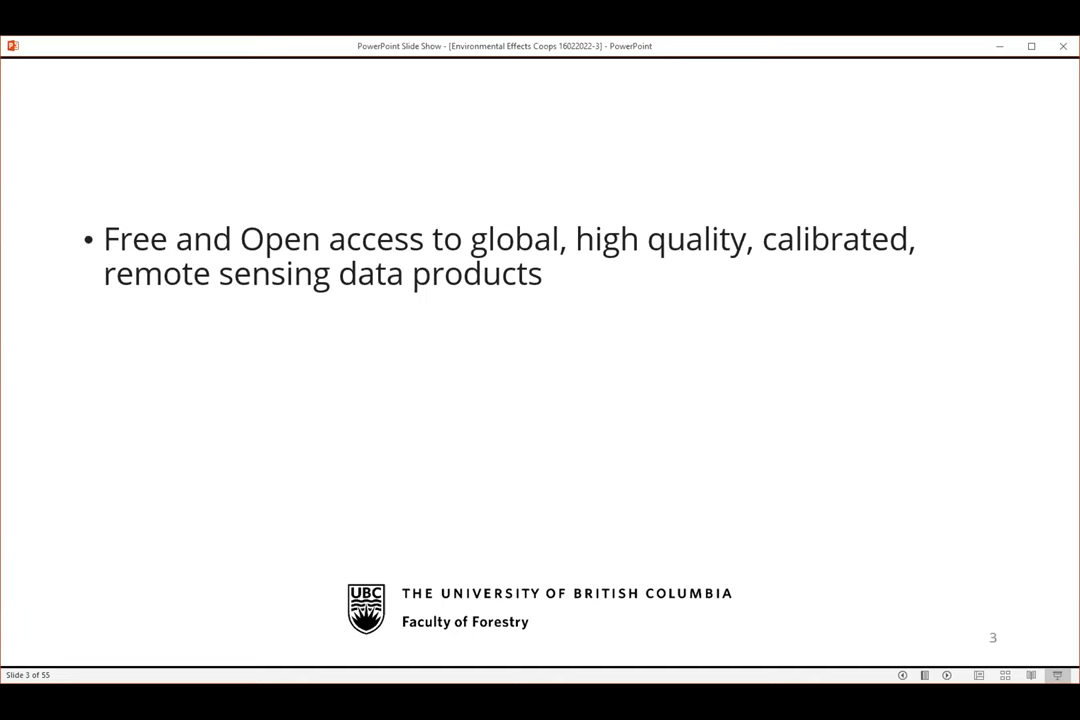 PowerPoint Slide Show - [Environmental Effects Coops 16022022-3] - PowerPoint
• Free and Open access to global, high quality, calibrated,
remote sensing data products
UBC
THE UNIVERSITY OF BRITISH COLUMBIA
Faculty of Forestry
3
Slide 3 of 55